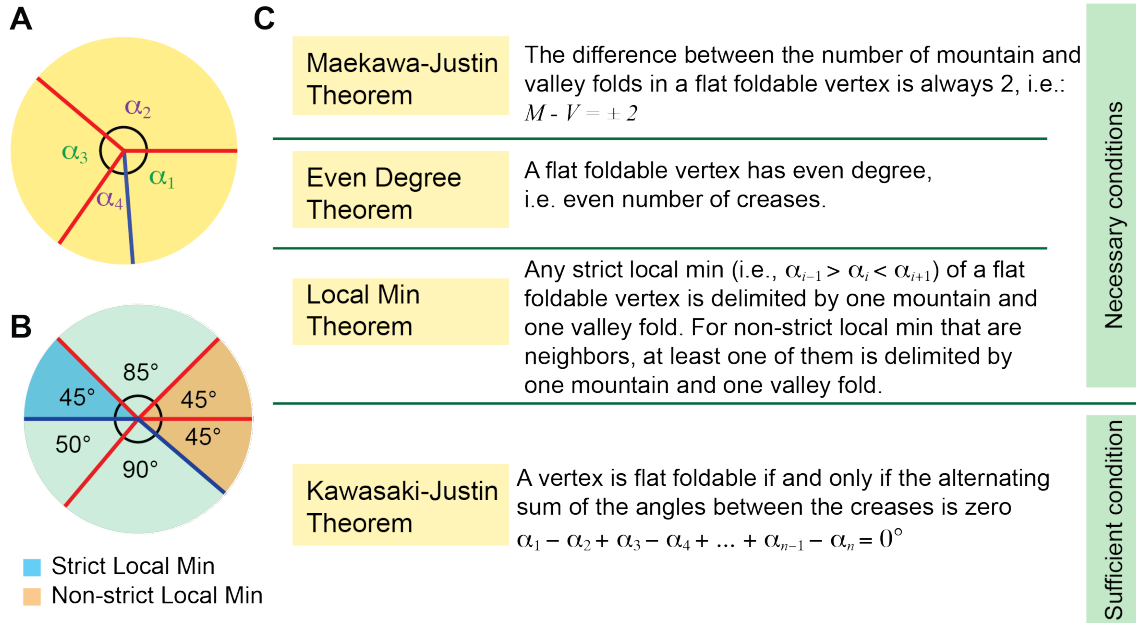 A
α₂
α₃
α₁
α₄
B
85°
45°
45°
50°
45°
90°
Strict Local Min
Non-strict Local Min
C
Maekawa-Justin
Theorem
The difference between the number of mountain and
valley folds in a flat foldable vertex is always 2, i.e.:
M - V = ± 2
Even Degree
Theorem
A flat foldable vertex has even degree,
i.e. even number of creases.
Local Min
Theorem
Any strict local min (i.e., αᵢ₋₁ > αᵢ < αᵢ₊₁) of a flat
foldable vertex is delimited by one mountain and
one valley fold. For non-strict local min that are
neighbors, at least one of them is delimited by
one mountain and one valley fold.
Kawasaki-Justin
Theorem
A vertex is flat foldable if and only if the alternating
sum of the angles between the creases is zero
α₁ − α₂ + α₃ − α₄ + ... + αₙ₋₁ − αₙ = 0°
Necessary conditions
Sufficient condition